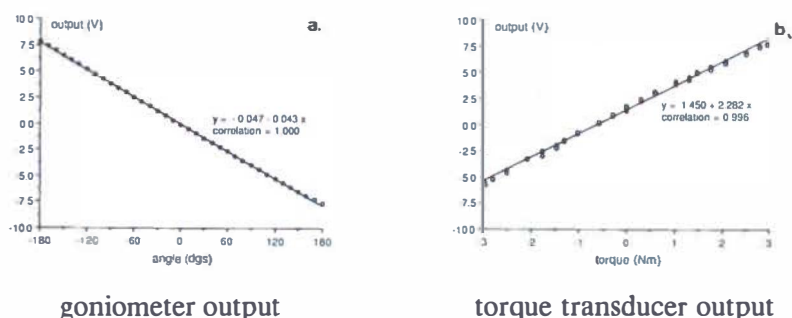 output (V)
a.
10 0
7 5
5 0
2 5
0 0
-2 5
-5 0
-7 5
-10 0
y = - 0 047 - 0 043 x
correlation = 1.000
-180 -120 -60 0 60 120 180
angle (dgs)
goniometer output
output (V)
b.
10 0
7 5
5 0
2 5
0 0
-2 5
5 0
-7 5
-10 0
y = 1 450 + 2.282 x
correlation = 0 996
3 2 -1 0 1 2 3
torque (Nm)
torque transducer output